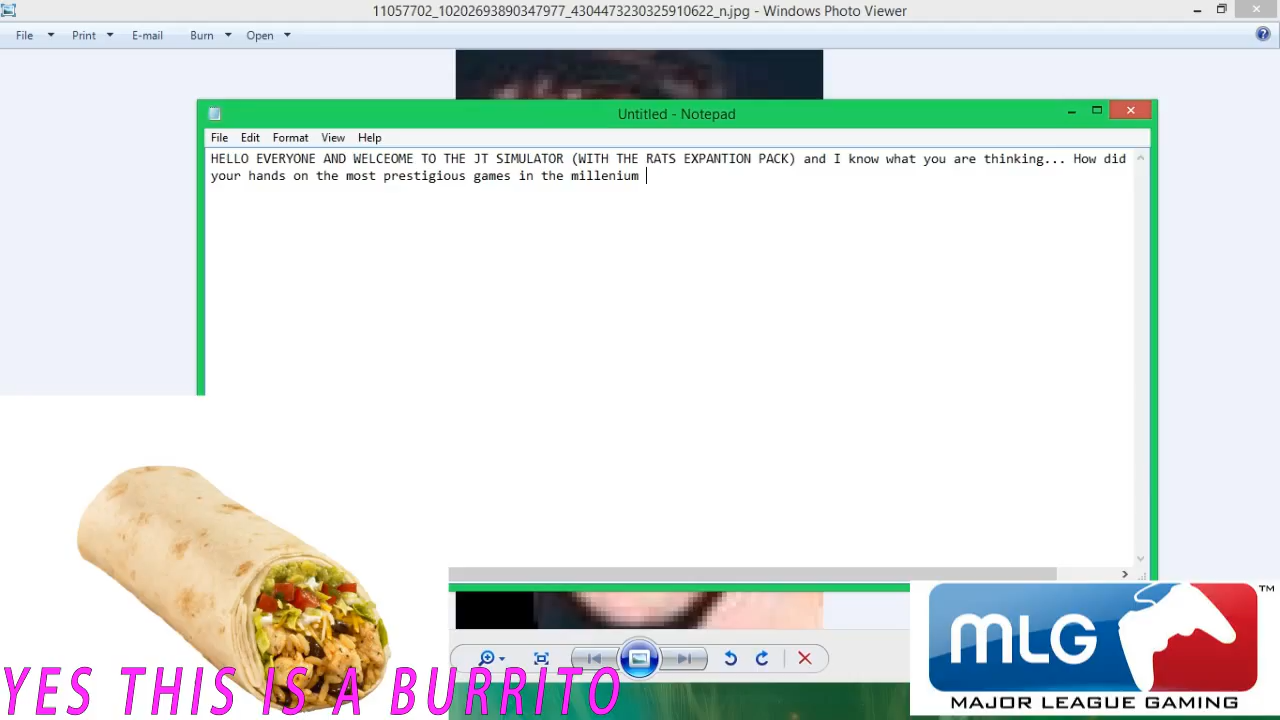 11057702_10202693890347977_4304473230325910622_n.jpg - Windows Photo Viewer
File Print E-mail Burn Open
Untitled - Notepad
File Edit Format View Help
HELLO EVERYONE AND WELCEOME TO THE JT SIMULATOR (WITH THE RATS EXPANTION PACK) and I know what you are thinking... How did
your hands on the most prestigious games in the millenium
MLG
TM
MAJOR LEAGUE GAMING
YES THIS IS A BURRITO